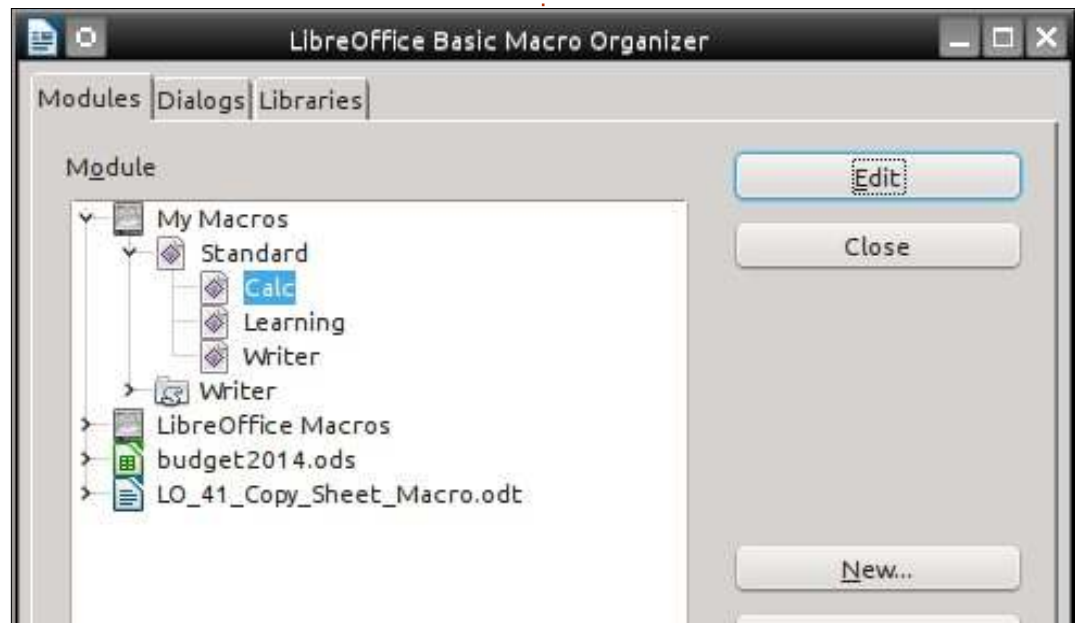 LibreOffice Basic Macro Organizer
Modules Dialogs Libraries
Module
Edit
My Macros
Standard
Close
Calc
Learning
Writer
Writer
LibreOffice Macros
budget2014.ods
LO_41_Copy_Sheet_Macro.odt
New...